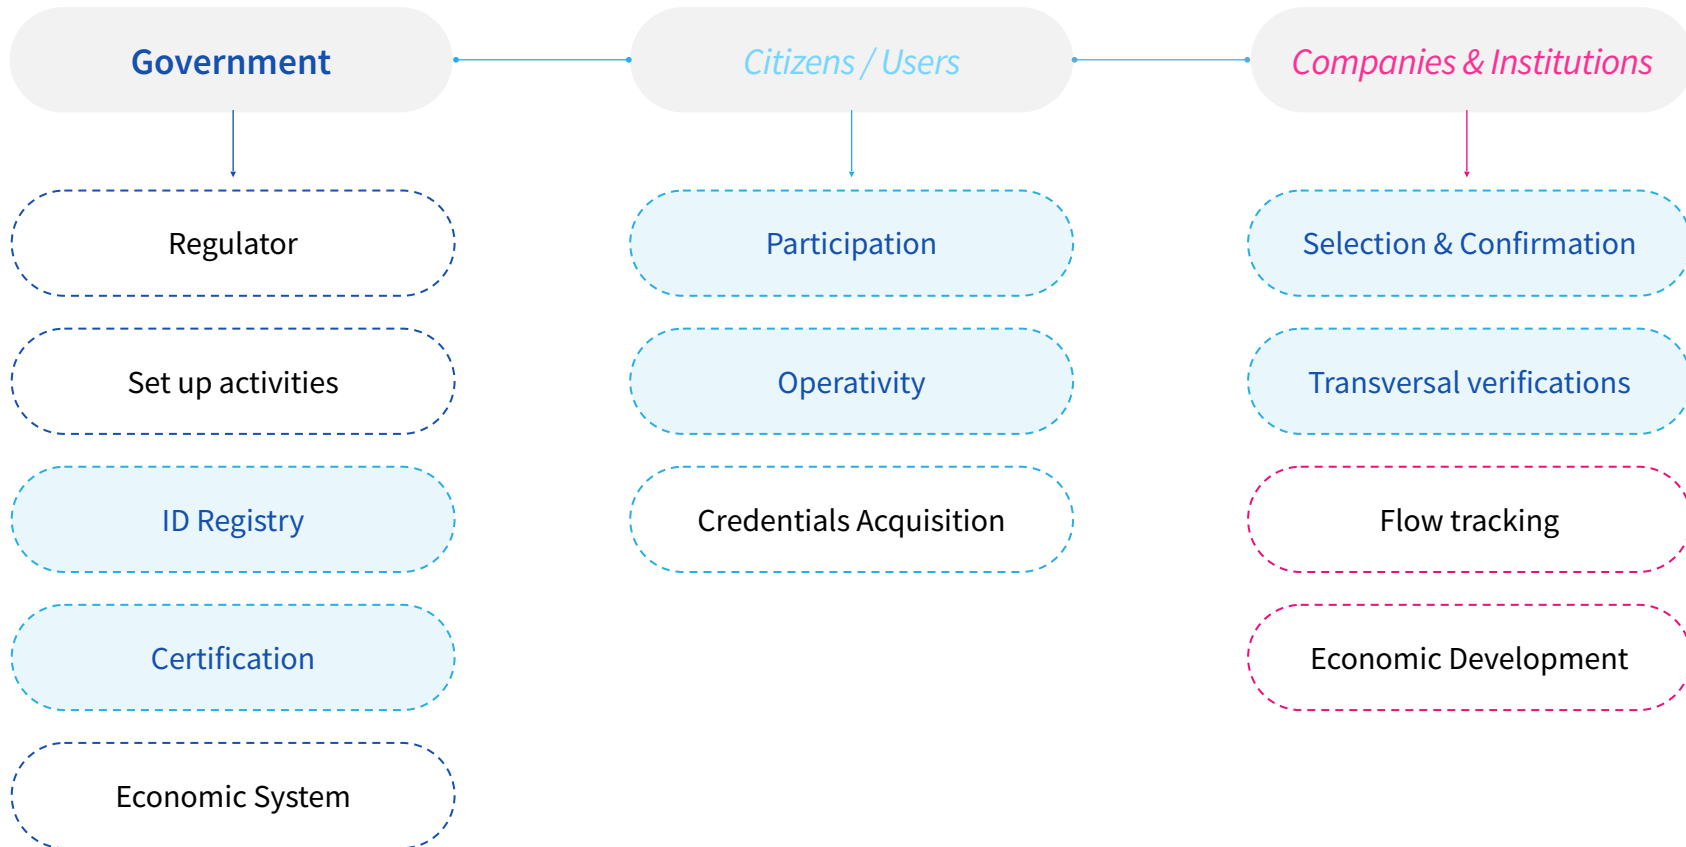 Government
Citizens / Users
Companies & Institutions
Regulator
Participation
Selection & Confirmation
Set up activities
Operativity
Transversal verifications
ID Registry
Credentials Acquisition
Flow tracking
Certification
Economic Development
Economic System